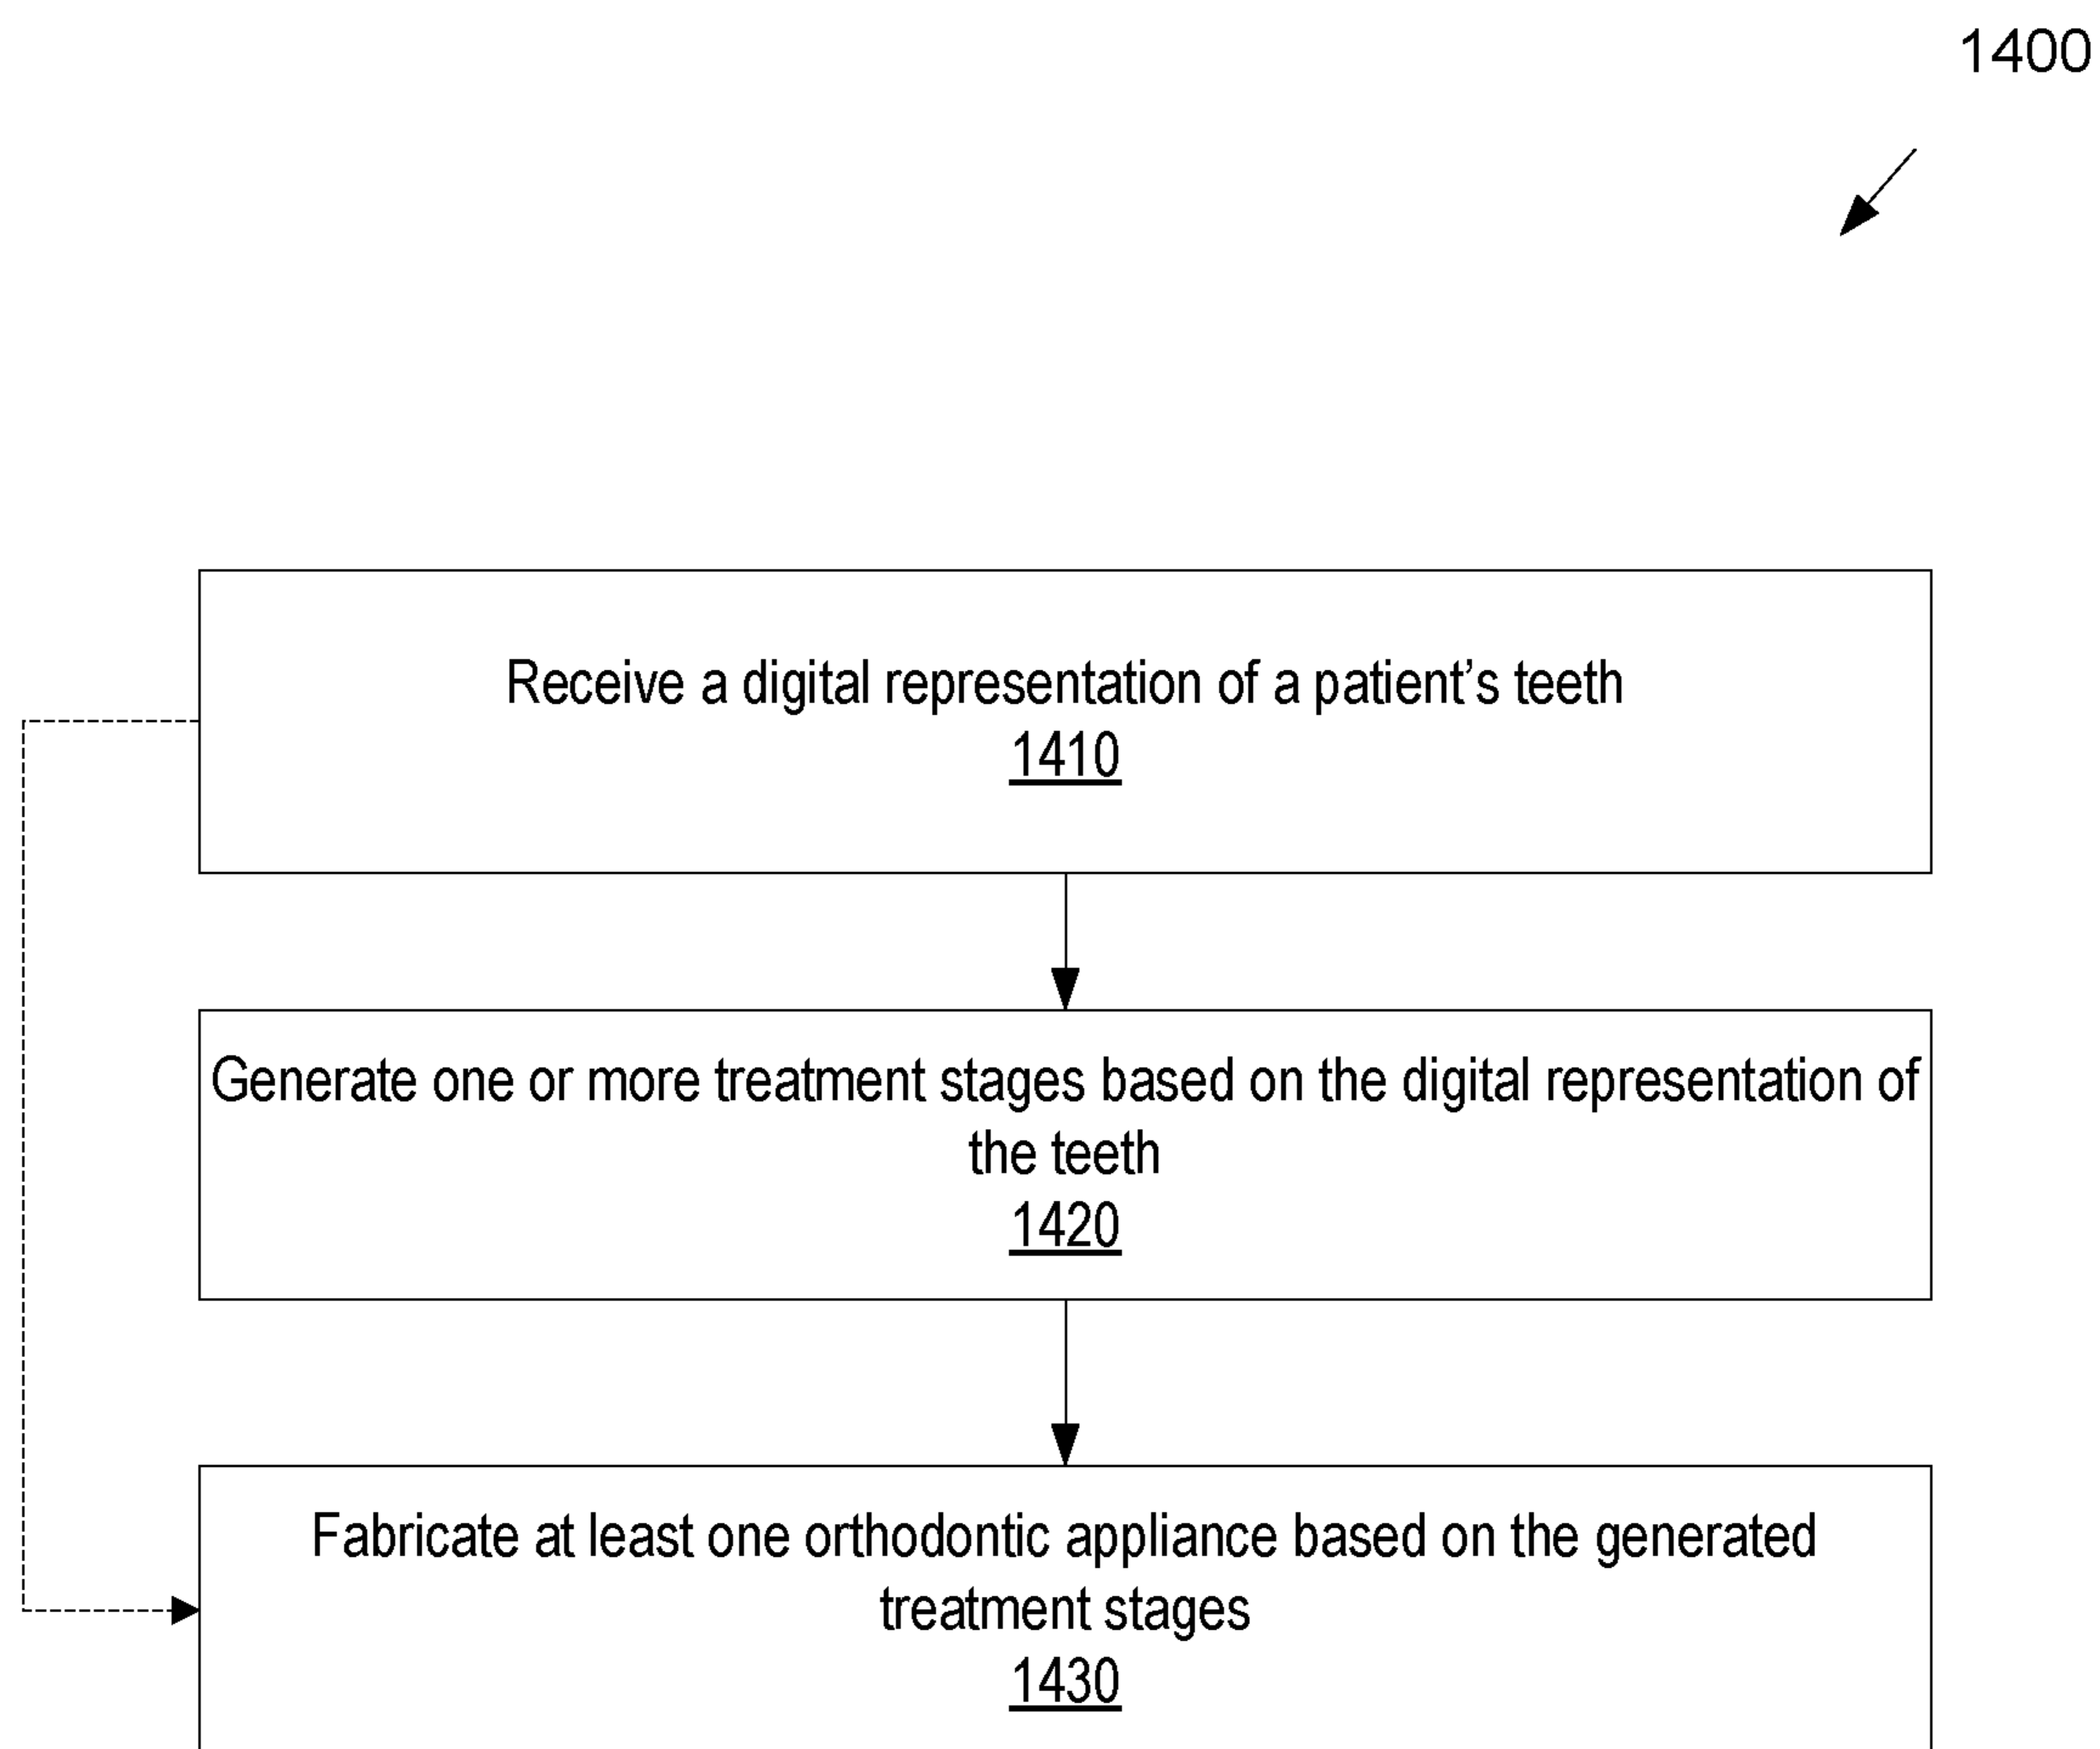 1400
Receive a digital representation of a patient’s teeth
1410
Generate one or more treatment stages based on the digital representation of
the teeth
1420
Fabricate at least one orthodontic appliance based on the generated
treatment stages
1430